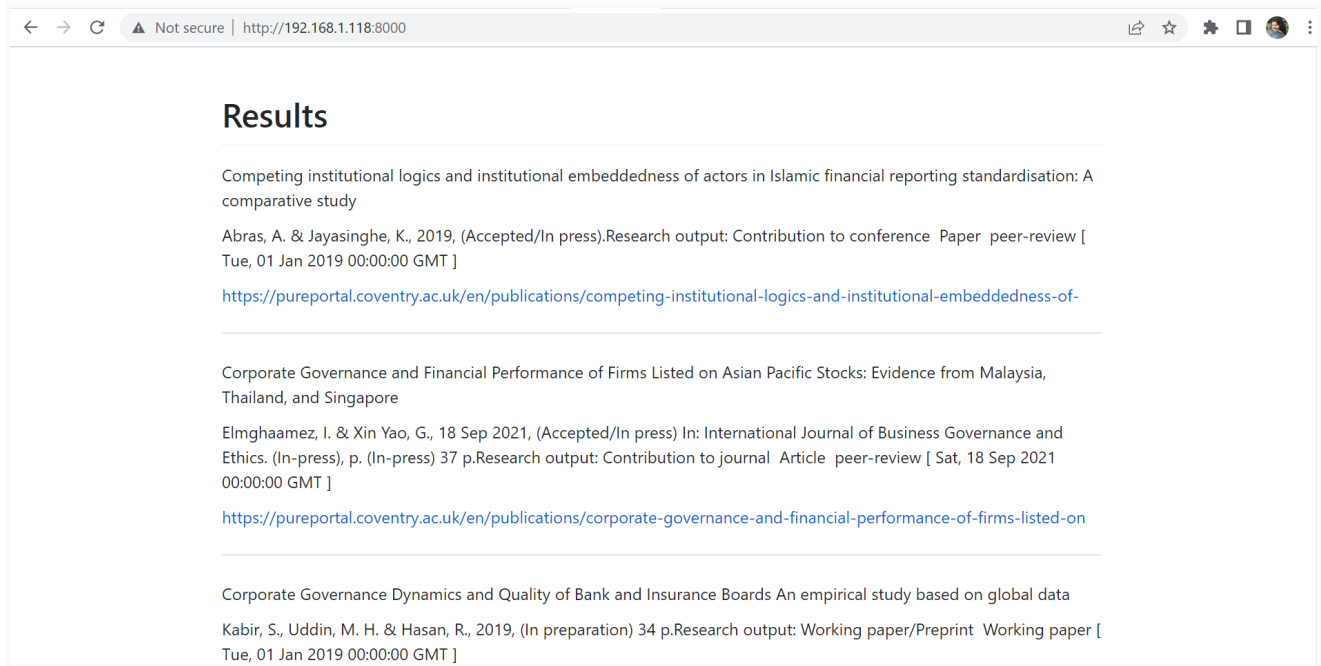 Not secure | http://192.168.1.118:8000
Results
Competing institutional logics and institutional embeddedness of actors in Islamic financial reporting standardisation: A
comparative study
Abras, A. & Jayasinghe, K., 2019, (Accepted/In press).Research output: Contribution to conference  Paper  peer-review [
Tue, 01 Jan 2019 00:00:00 GMT ]
https://pureportal.coventry.ac.uk/en/publications/competing-institutional-logics-and-institutional-embeddedness-of-
Corporate Governance and Financial Performance of Firms Listed on Asian Pacific Stocks: Evidence from Malaysia,
Thailand, and Singapore
Elmghaamez, I. & Xin Yao, G., 18 Sep 2021, (Accepted/In press) In: International Journal of Business Governance and
Ethics. (In-press), p. (In-press) 37 p.Research output: Contribution to journal  Article  peer-review [ Sat, 18 Sep 2021
00:00:00 GMT ]
https://pureportal.coventry.ac.uk/en/publications/corporate-governance-and-financial-performance-of-firms-listed-on
Corporate Governance Dynamics and Quality of Bank and Insurance Boards An empirical study based on global data
Kabir, S., Uddin, M. H. & Hasan, R., 2019, (In preparation) 34 p.Research output: Working paper/Preprint  Working paper [
Tue, 01 Jan 2019 00:00:00 GMT ]